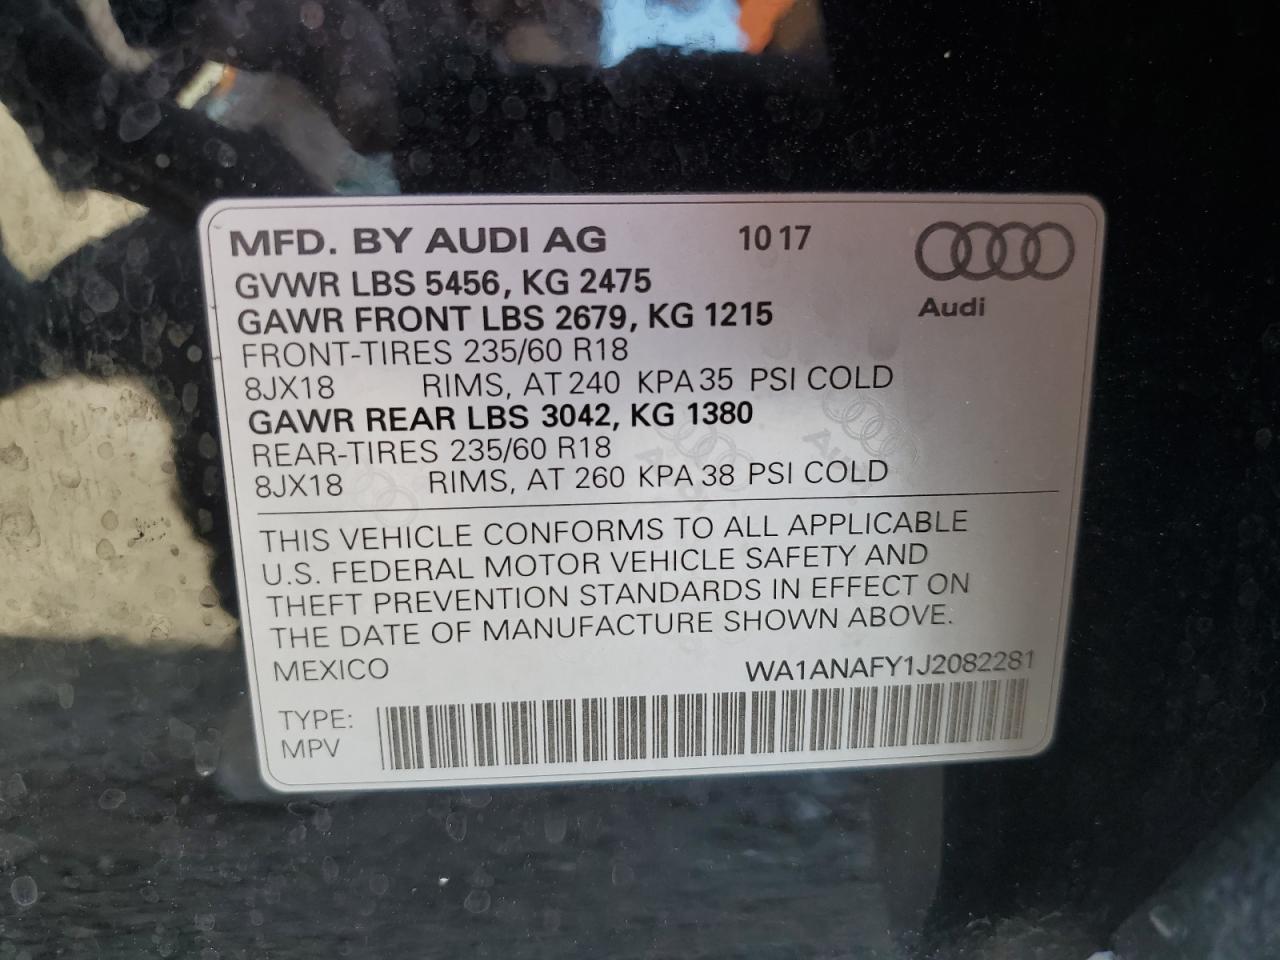 MFD. BY AUDI AG 10 17
Audi
GVWR LBS 5456, KG 2475
GAWR FRONT LBS 2679, KG 1215
FRONT-TIRES 235/60 R18
8JX18 RIMS, AT 240 KPA 35 PSI COLD
GAWR REAR LBS 3042, KG 1380
REAR-TIRES 235/60 R18
8JX18 RIMS, AT 260 KPA 38 PSI COLD
THIS VEHICLE CONFORMS TO ALL APPLICABLE
U.S. FEDERAL MOTOR VEHICLE SAFETY AND
THEFT PREVENTION STANDARDS IN EFFECT ON
THE DATE OF MANUFACTURE SHOWN ABOVE.
MEXICO WA1ANAFY1J2082281
TYPE:
MPV